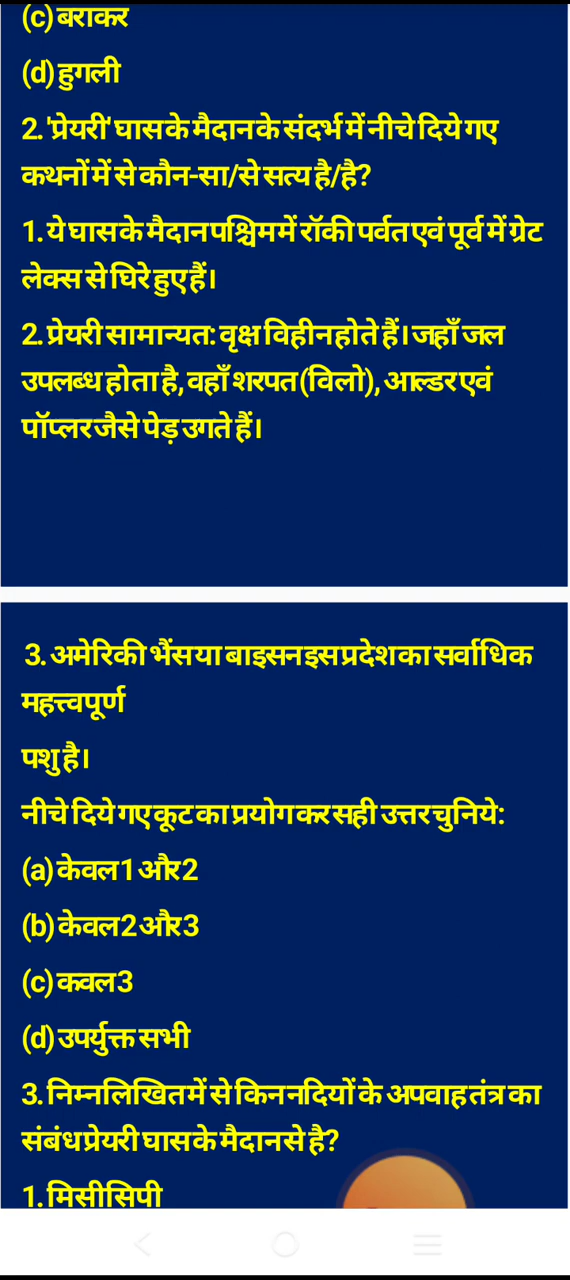 (c) बराकर
(d) हुगली
2. 'प्रेयरी' घास के मैदान के संदर्भ में नीचे दिये गए
कथनों में से कौन-सा/से सत्य है/है?
1. ये घास के मैदान पश्चिम में रॉकी पर्वत एवं पूर्व में ग्रेट
लेक्स से घिरे हुए हैं।
2. प्रेयरी सामान्यत: वृक्ष विहीन होते हैं। जहाँ जल
उपलब्ध होता है, वहाँ शरपत (विलो), आल्डर एवं
पॉप्लर जैसे पेड़ उगते हैं।
3. अमेरिकी भैंस या बाइसन इस प्रदेश का सर्वाधिक
महत्त्वपूर्ण
पशु है।
नीचे दिये गए कूट का प्रयोग कर सही उत्तर चुनिये:
(a) केवल 1 और 2
(b) केवल 2 और 3
(c) कवल 3
(d) उपर्युक्त सभी
3. निम्नलिखित में से किन नदियों के अपवाह तंत्र का
संबंध प्रेयरी घास के मैदान से है?
1. मिसीसिपी